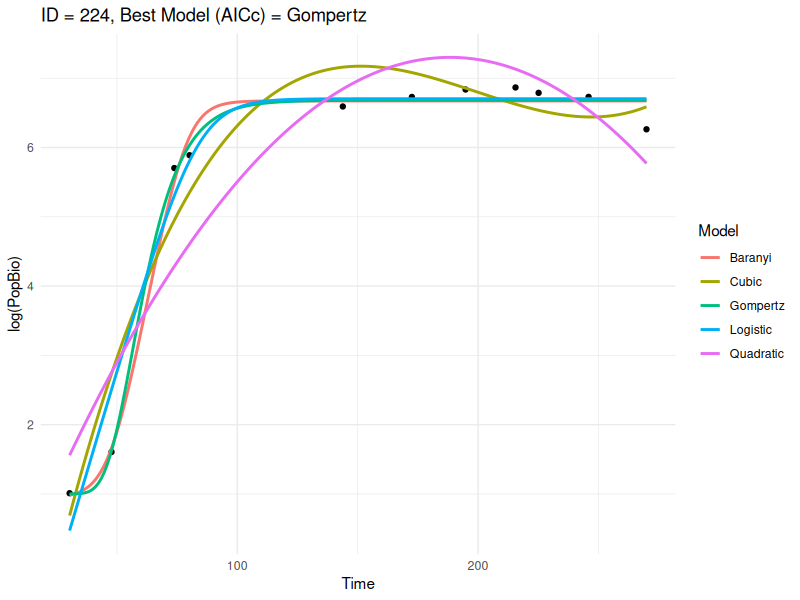 ID = 224, Best Model (AICc) = Gompertz
log(PopBio)
6
4
2
100
200
Time
Model
Baranyi
Cubic
Gompertz
Logistic
Quadratic